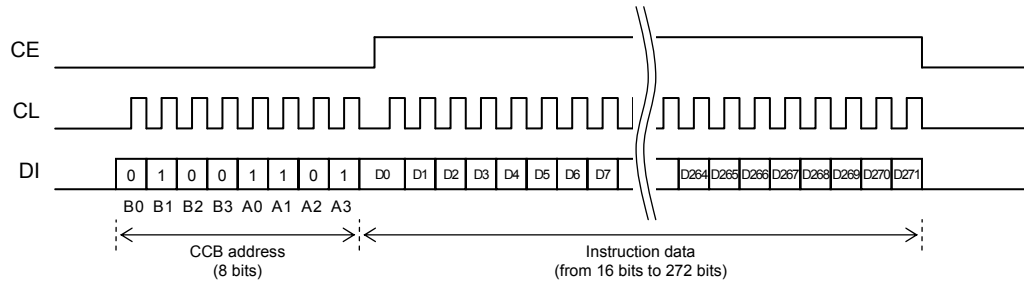 CE
CL
DI 0 1 0 0 1 1 0 1 D0 D1 D2 D3 D4 D5 D6 D7 D264 D265 D266 D267 D268 D269 D270 D271
B0 B1 B2 B3 A0 A1 A2 A3
CCB address
(8 bits)
Instruction data
(from 16 bits to 272 bits)